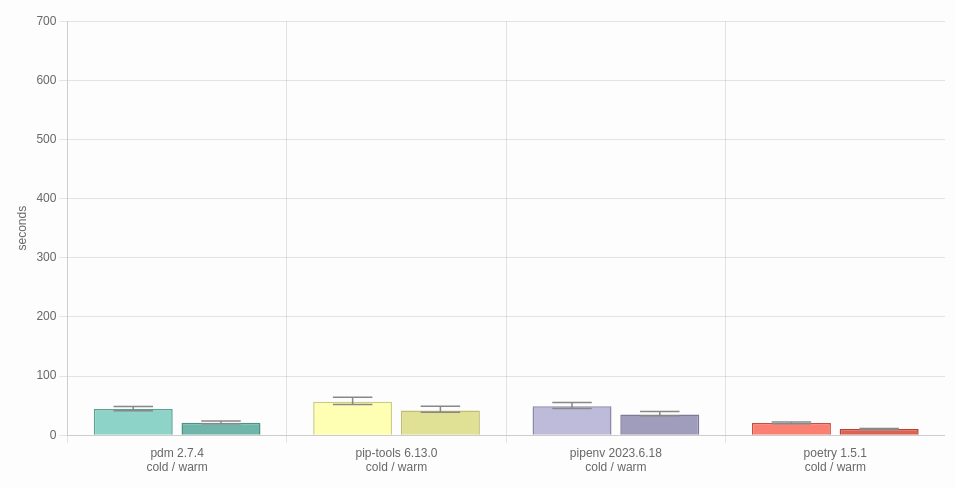 700
600
500
400
300
200
100
0
seconds
pdm 2.7.4
cold / warm
pip-tools 6.13.0
cold / warm
pipenv 2023.6.18
cold / warm
poetry 1.5.1
cold / warm